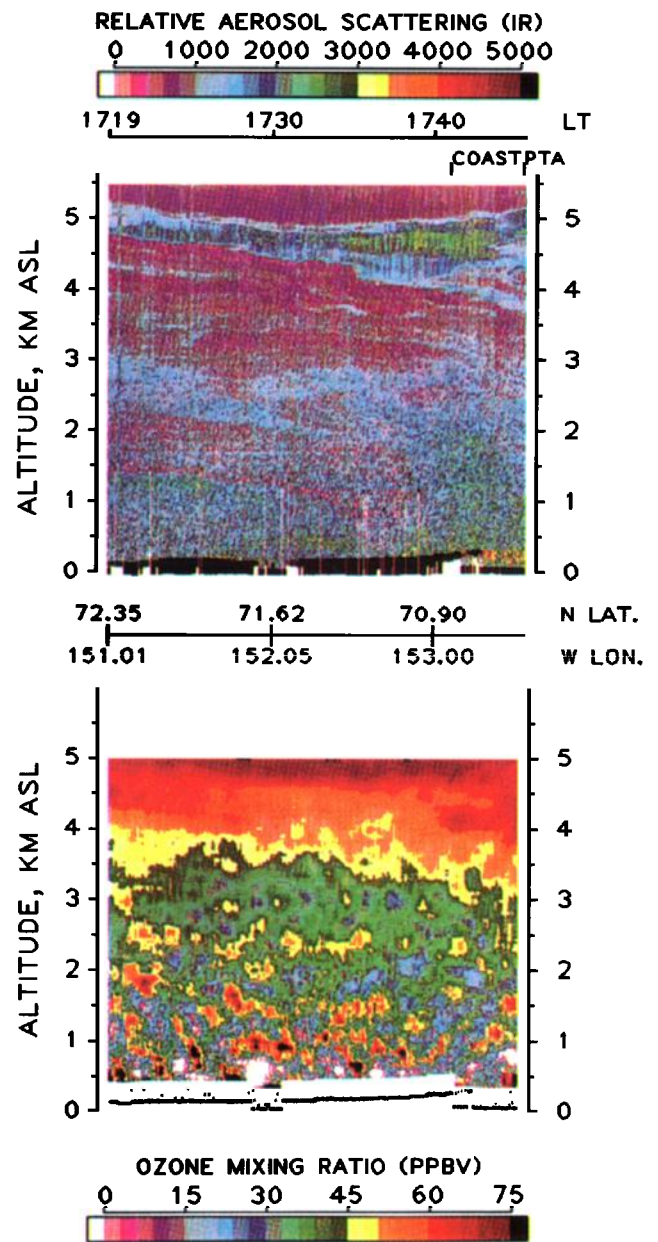 RELATIVE AEROSOL SCATTERING (IR)
0 1000 2000 3000 4000 5000
1719 1730 1740 LT
COAST PTA
5 5
4 4
3 3
2 2
1 1
0 0
ALTITUDE, KM ASL
72.35 71.62 70.90 N LAT.
151.01 152.05 153.00 W LON.
5 5
4 4
3 3
2 2
1 1
0 0
ALTITUDE, KM ASL
OZONE MIXING RATIO (PPBV)
0 15 30 45 60 75